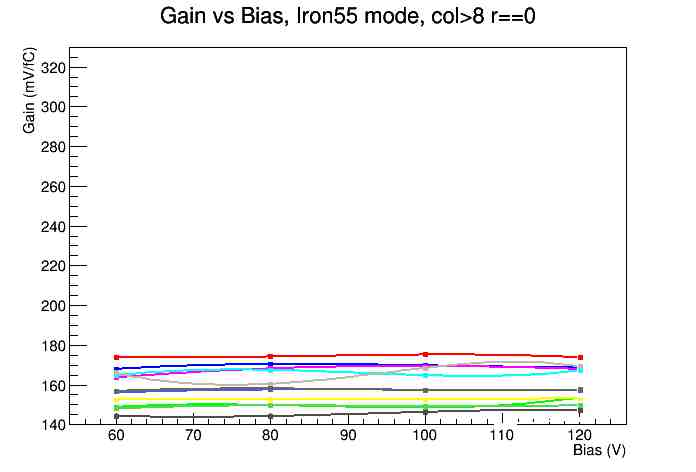 Gain vs Bias, Iron55 mode, col>8 r==0
Gain (mV/fC)
320
300
280
260
240
220
200
180
160
140
60 70 80 90 100 110 120
Bias (V)